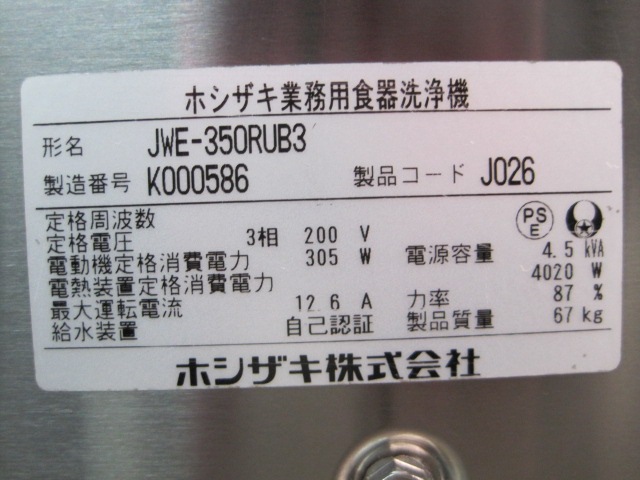 ホシザキ業務用食器洗浄機
形名 JWE-350RUB3
製造番号 K000586 製品コード J026
定格周波数
定格電圧 3相 200 V
PS E
電動機定格消費電力 305 W 電源容量 4.5 kVA
電熱装置定格消費電力 4020 W
最大運転電流 12.6 A 力率 87 %
給水装置 自己認証 製品質量 67 kg
ホシザキ株式会社